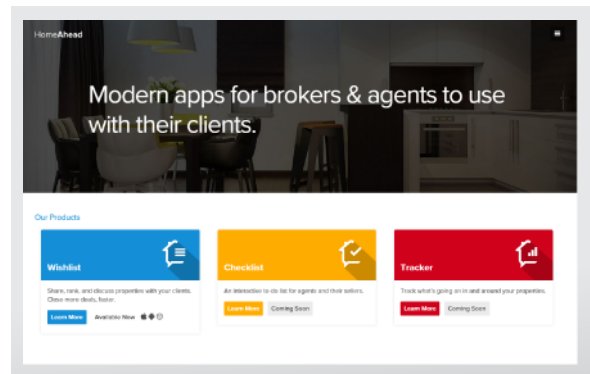 HomeAhead
Modern apps for brokers & agents to use
with their clients.
Our Products
Wishlist
Share, rank, and discuss properties with your clients.
Close more deals, faster.
Learn More Available Now
Checklist
An interactive to-do list for agents and their sellers.
Learn More Coming Soon
Tracker
Track what's going on in and around your properties.
Learn More Coming Soon